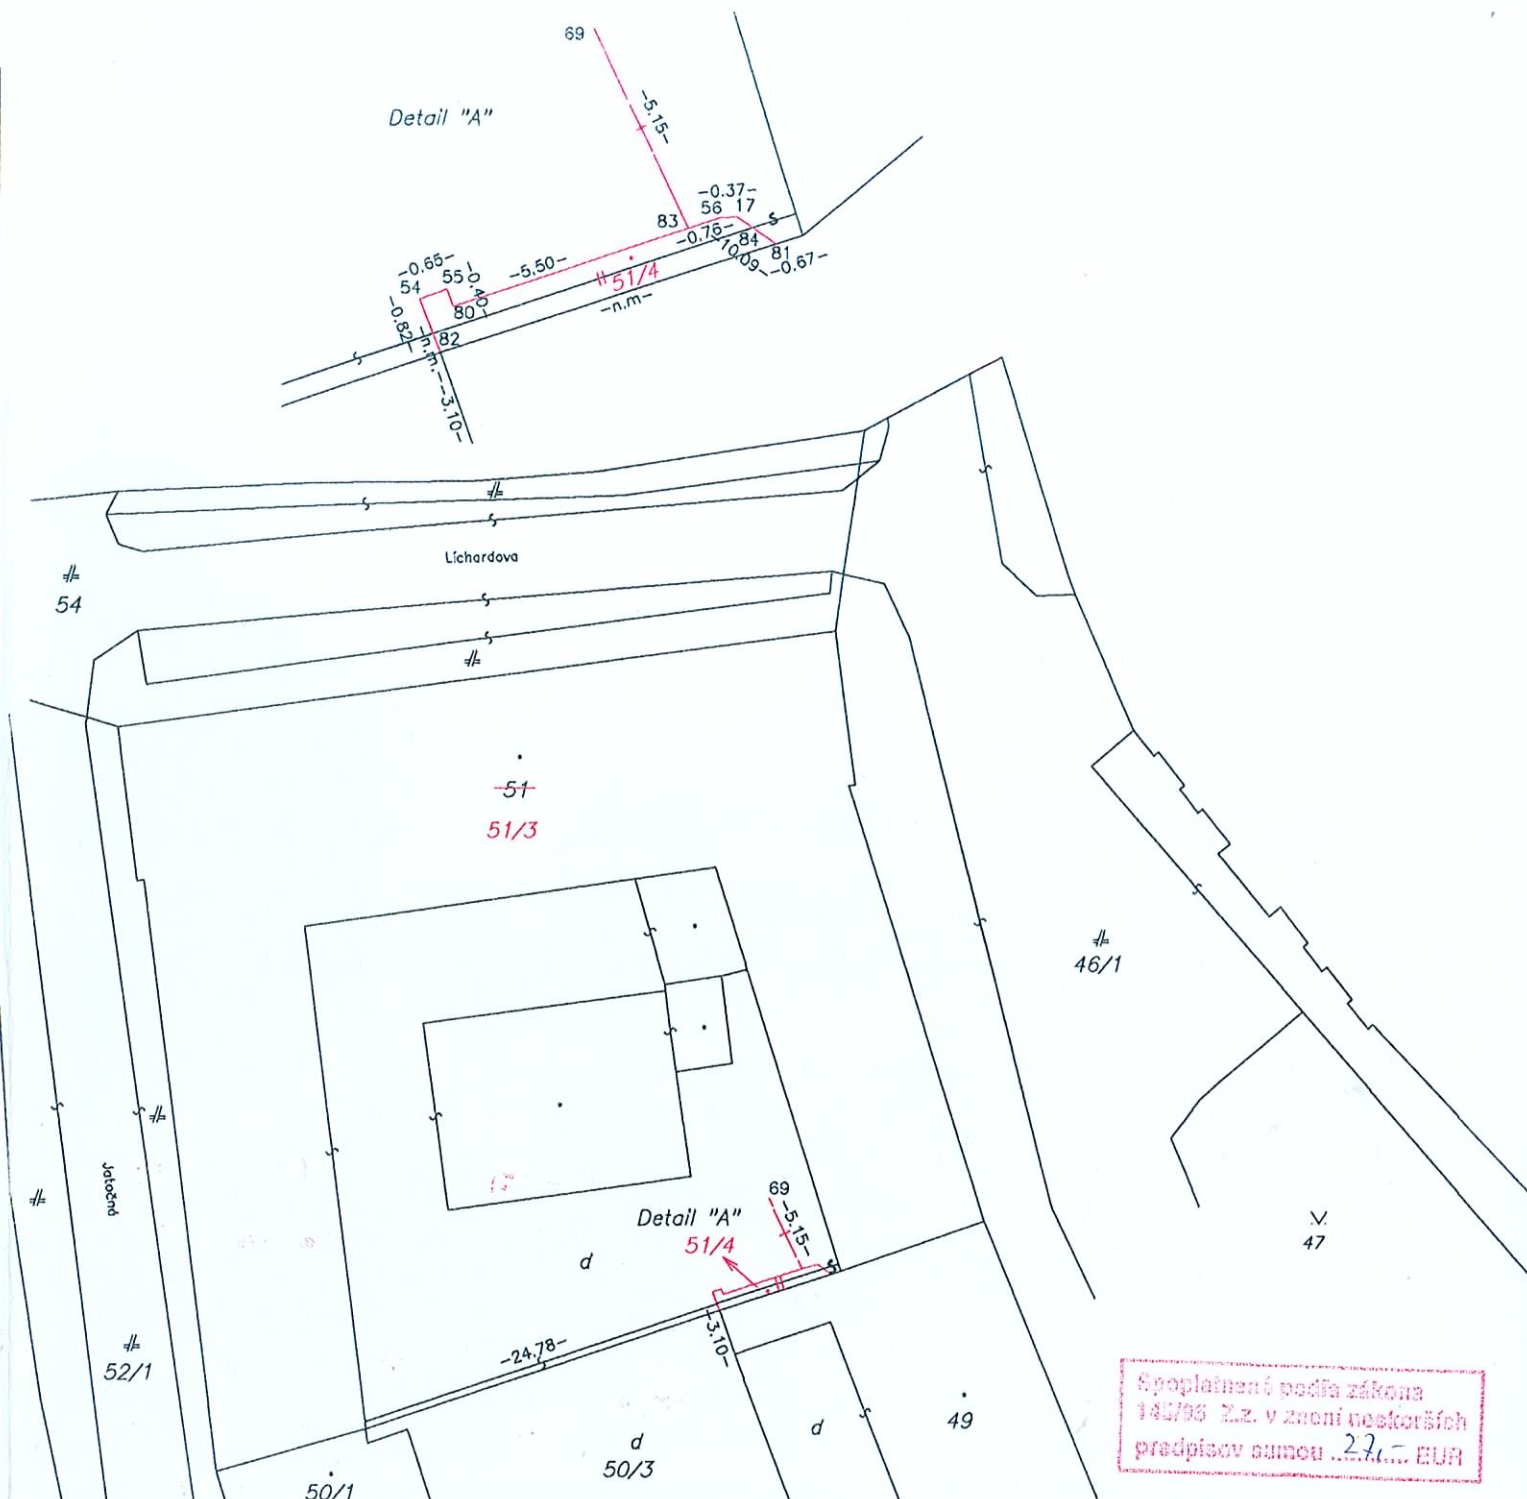 69
Detail "A"
-5.15-
-0.37-
56 17
83
-0.76-
84
81
-10.09-
-0.67-
-0.65-
54
55
-0.40-
-5.50-
51/4
80
-n.m-
-0.82-
82
-n.m.-
-3.10-
Lichardova
54
51
51/3
46/1
Jatočná
69
-5.15-
Detail "A"
51/4
47
d
-24.78-
-3.10-
52/1
d
50/3
d
49
50/1
Spoplatnené podľa zákona
145/95 Z.z. v znení neskorších
predpisov sumou 27,- EUR